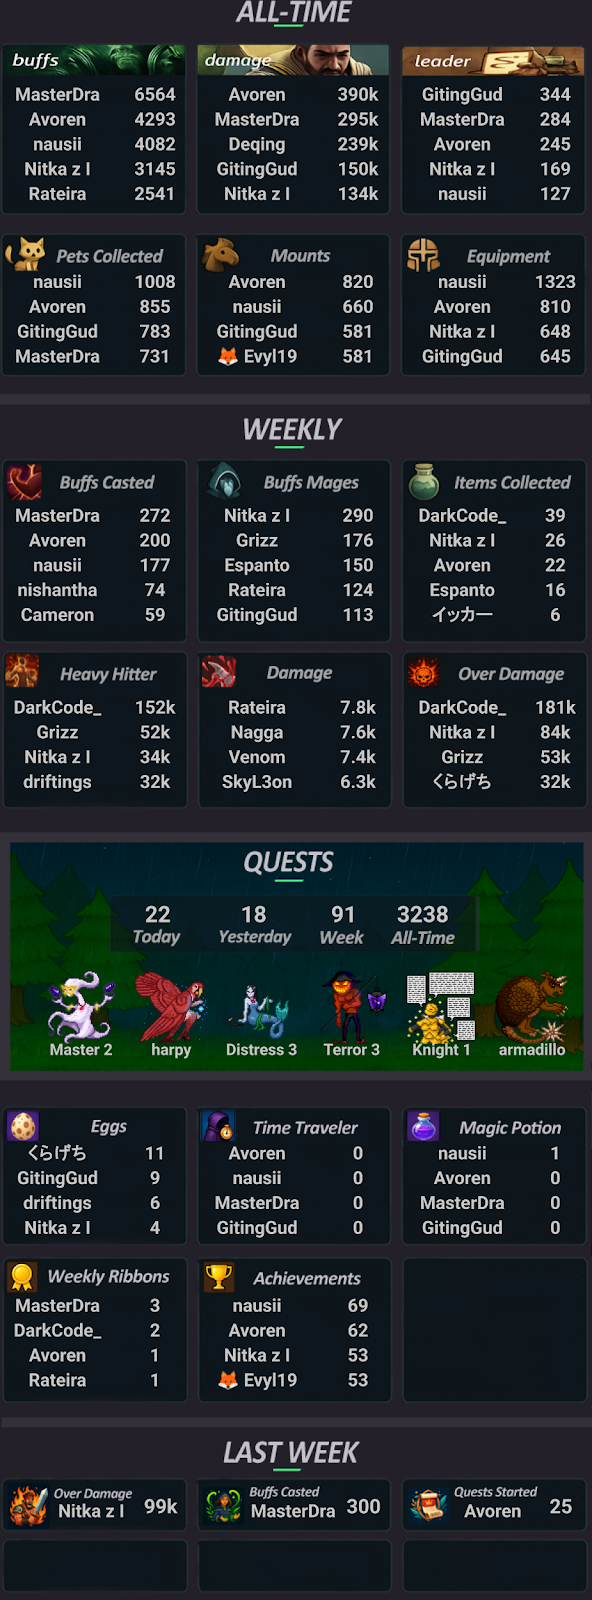 ALL-TIME
buffs
MasterDra 6564
Avoren 4293
nausii 4082
Nitka z I 3145
Rateira 2541
damage
Avoren 390k
MasterDra 295k
Deqing 239k
GitingGud 150k
Nitka z I 134k
leader
GitingGud 344
MasterDra 284
Avoren 245
Nitka z I 169
nausii 127
Pets Collected
nausii 1008
Avoren 855
GitingGud 783
MasterDra 731
Mounts
Avoren 820
nausii 660
GitingGud 581
🦊 Evyl19 581
Equipment
nausii 1323
Avoren 810
Nitka z I 648
GitingGud 645
WEEKLY
Buffs Casted
MasterDra 272
Avoren 200
nausii 177
nishantha 74
Cameron 59
Buffs Mages
Nitka z I 290
Grizz 176
Espanto 150
Rateira 124
GitingGud 113
Items Collected
DarkCode_ 39
Nitka z I 26
Avoren 22
Espanto 16
イッカー 6
Heavy Hitter
DarkCode_ 152k
Grizz 52k
Nitka z I 34k
driftings 32k
Damage
Rateira 7.8k
Nagga 7.6k
Venom 7.4k
SkyL3on 6.3k
Over Damage
DarkCode_ 181k
Nitka z I 84k
Grizz 53k
くらげち 32k
QUESTS
22 18 91 3238
Today Yesterday Week All-Time
Master 2 harpy Distress 3 Terror 3 Knight 1 armadillo
Eggs
くらげち 11
GitingGud 9
driftings 6
Nitka z I 4
Time Traveler
Avoren 0
nausii 0
MasterDra 0
GitingGud 0
Magic Potion
nausii 1
Avoren 0
MasterDra 0
GitingGud 0
Weekly Ribbons
MasterDra 3
DarkCode_ 2
Avoren 1
Rateira 1
Achievements
nausii 69
Avoren 62
Nitka z I 53
🦊 Evyl19 53
LAST WEEK
Over Damage
Nitka z I 99k
Buffs Casted
MasterDra 300
Quests Started
Avoren 25